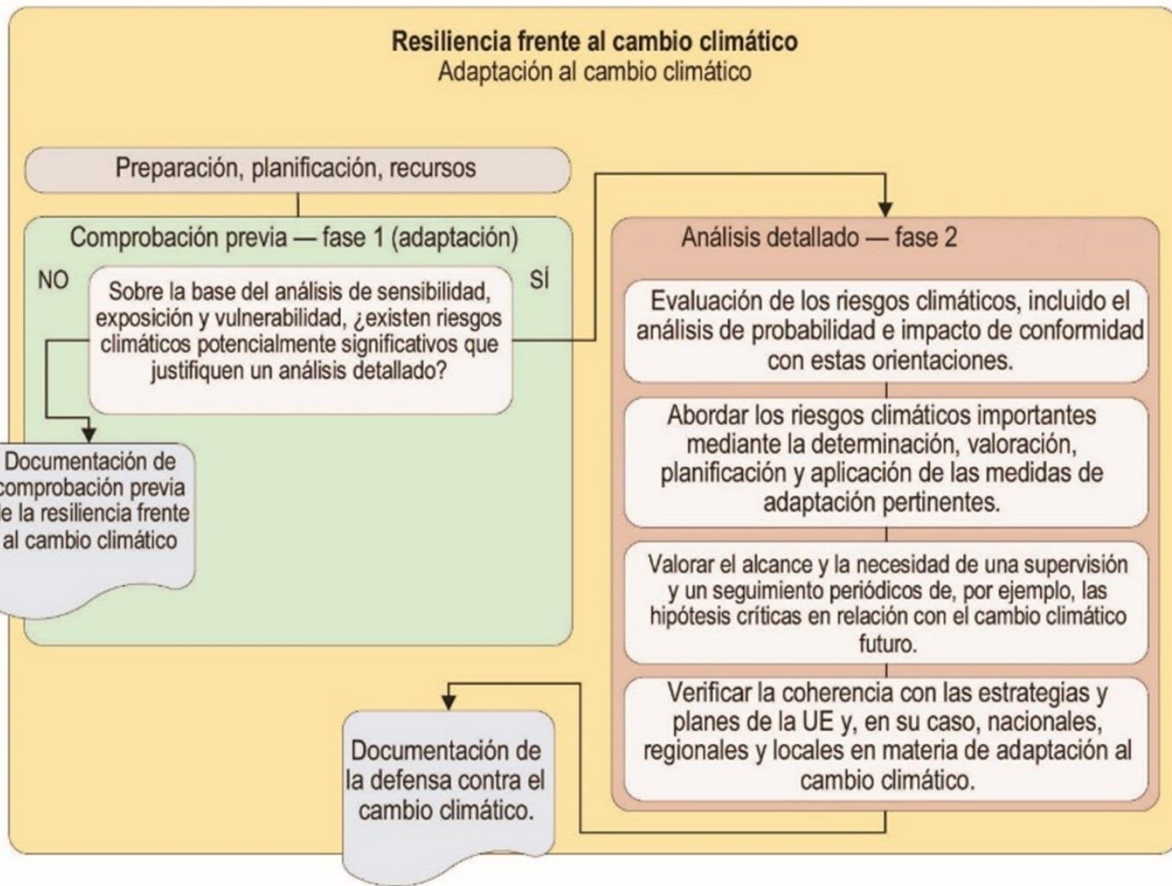 Resiliencia frente al cambio climático
Adaptación al cambio climático
Preparación, planificación, recursos
Comprobación previa — fase 1 (adaptación)
NO
SÍ
Sobre la base del análisis de sensibilidad,
exposición y vulnerabilidad, ¿existen riesgos
climáticos potencialmente significativos que
justifiquen un análisis detallado?
Documentación de
comprobación previa
de la resiliencia frente
al cambio climático
Análisis detallado — fase 2
Evaluación de los riesgos climáticos, incluido el
análisis de probabilidad e impacto de conformidad
con estas orientaciones.
Abordar los riesgos climáticos importantes
mediante la determinación, valoración,
planificación y aplicación de las medidas de
adaptación pertinentes.
Valorar el alcance y la necesidad de una supervisión
y un seguimiento periódicos de, por ejemplo, las
hipótesis críticas en relación con el cambio climático
futuro.
Verificar la coherencia con las estrategias y
planes de la UE y, en su caso, nacionales,
regionales y locales en materia de adaptación al
cambio climático.
Documentación de
la defensa contra el
cambio climático.